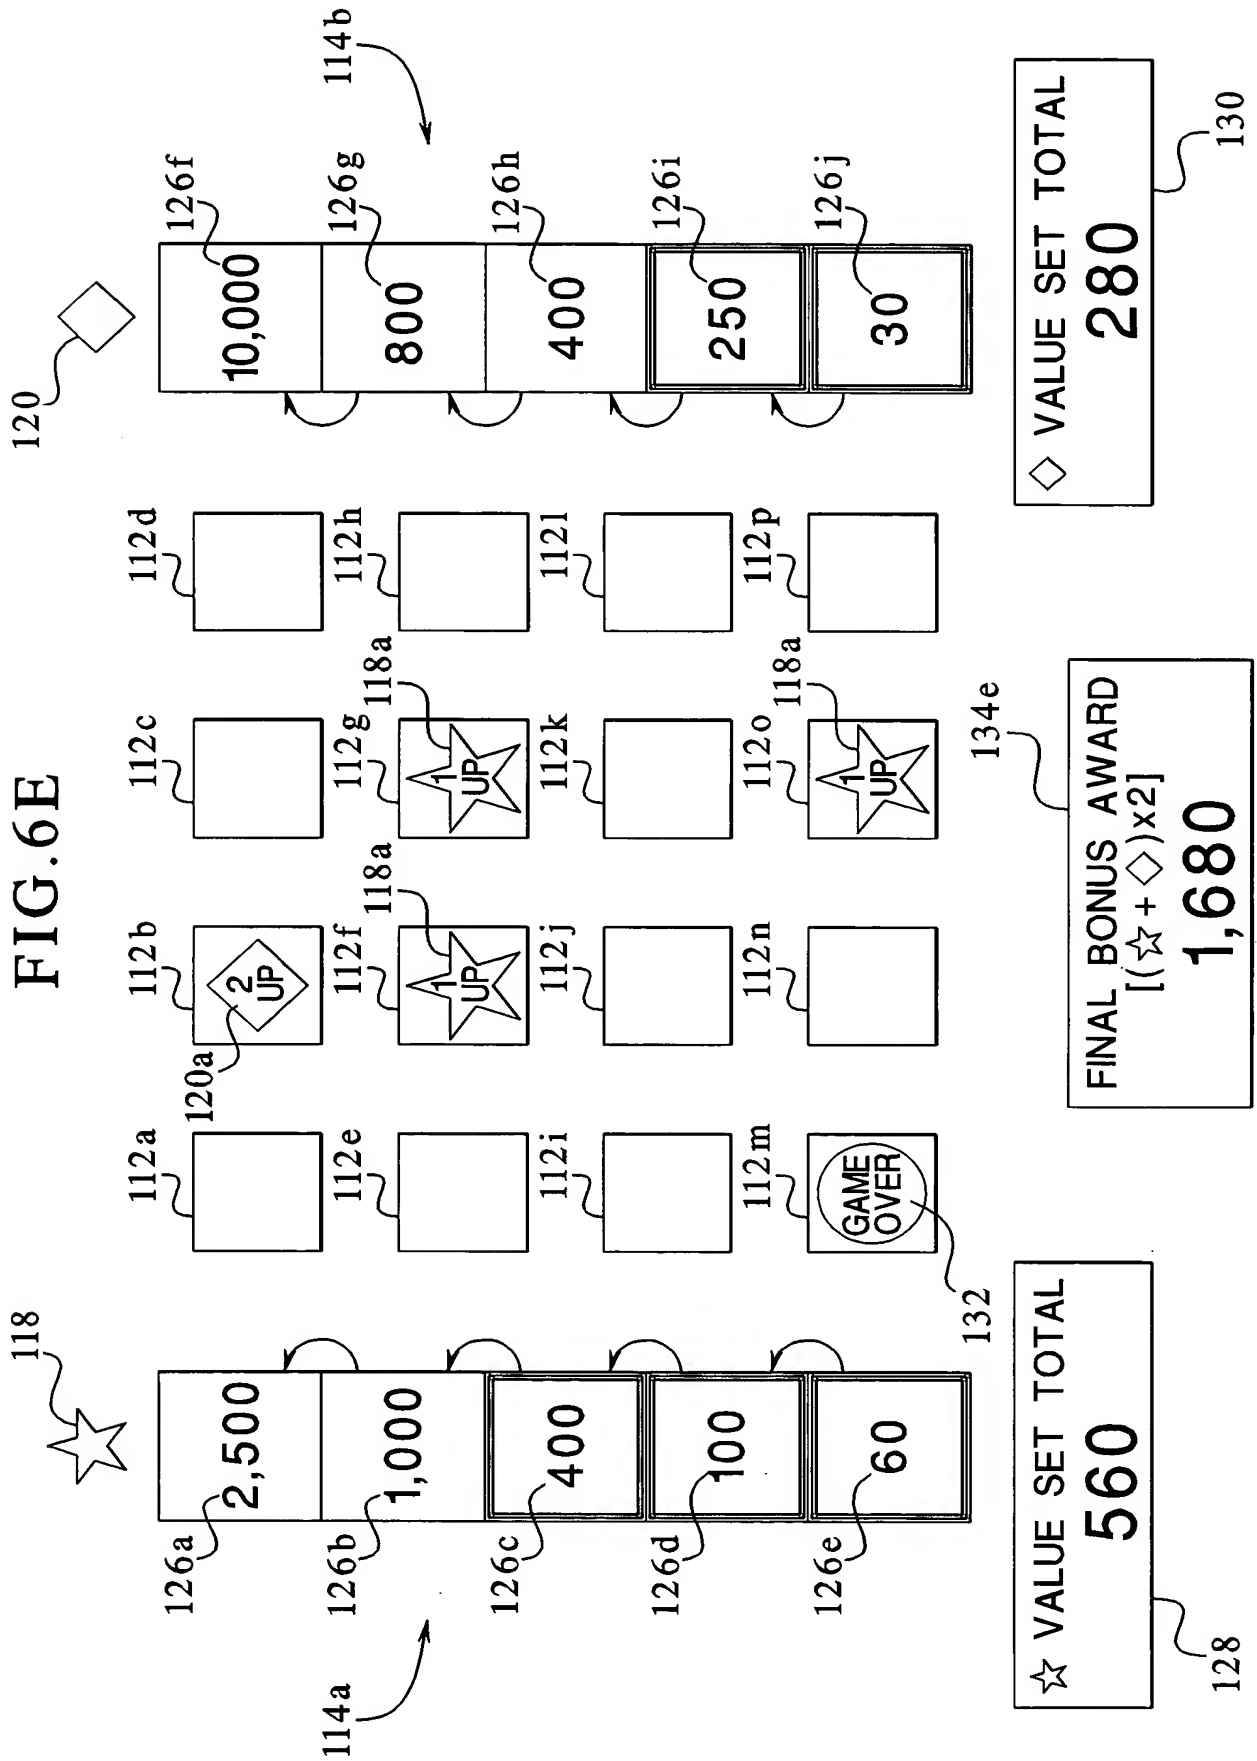 FIG.6E
118
120
126a
2,500
126b
1,000
126c
400
126d
100
126e
60
114a
112a
112b
2
UP
120a
112c
112d
112e
112f
1
UP
118a
112g
1
UP
118a
112h
112i
112j
112k
112l
112m
GAME
OVER
132
112n
112o
1
UP
118a
112p
10,000
126f
800
126g
400
126h
250
126i
30
126j
114b
☆ VALUE SET TOTAL
560
128
FINAL BONUS AWARD
[(☆+◇)x2]
1,680
134e
◇ VALUE SET TOTAL
280
130